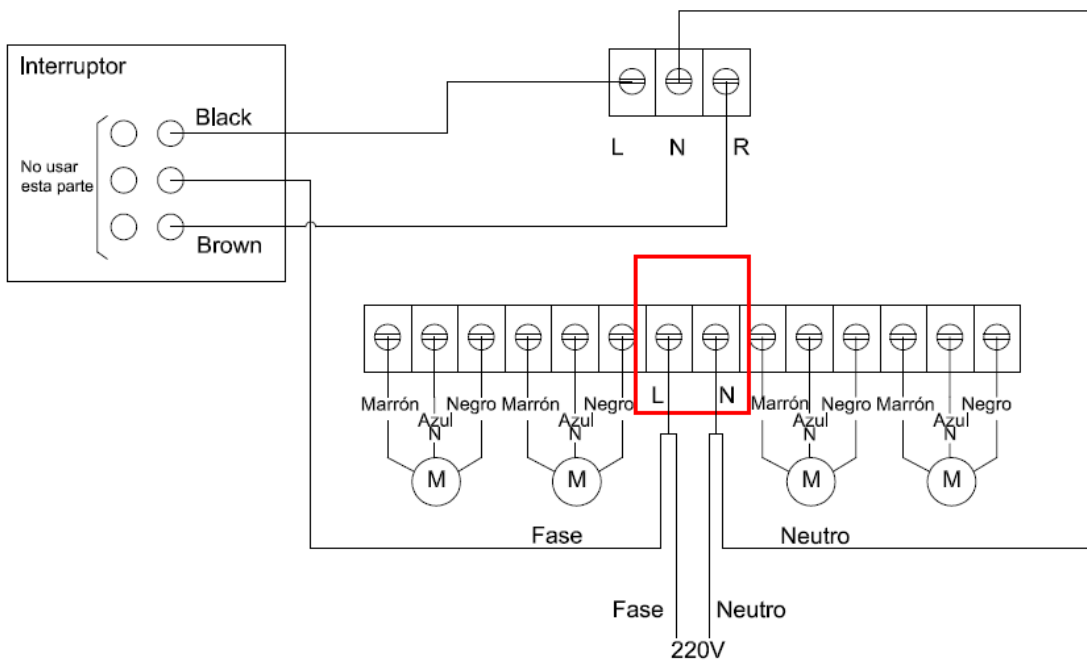 Interruptor
Black
No usar
esta parte
Brown
L N R
L N
Marrón Negro Marrón Negro Marrón Negro Marrón Negro
Azul Azul Azul Azul
N N N N
M M M M
Fase Neutro
Fase Neutro
220V